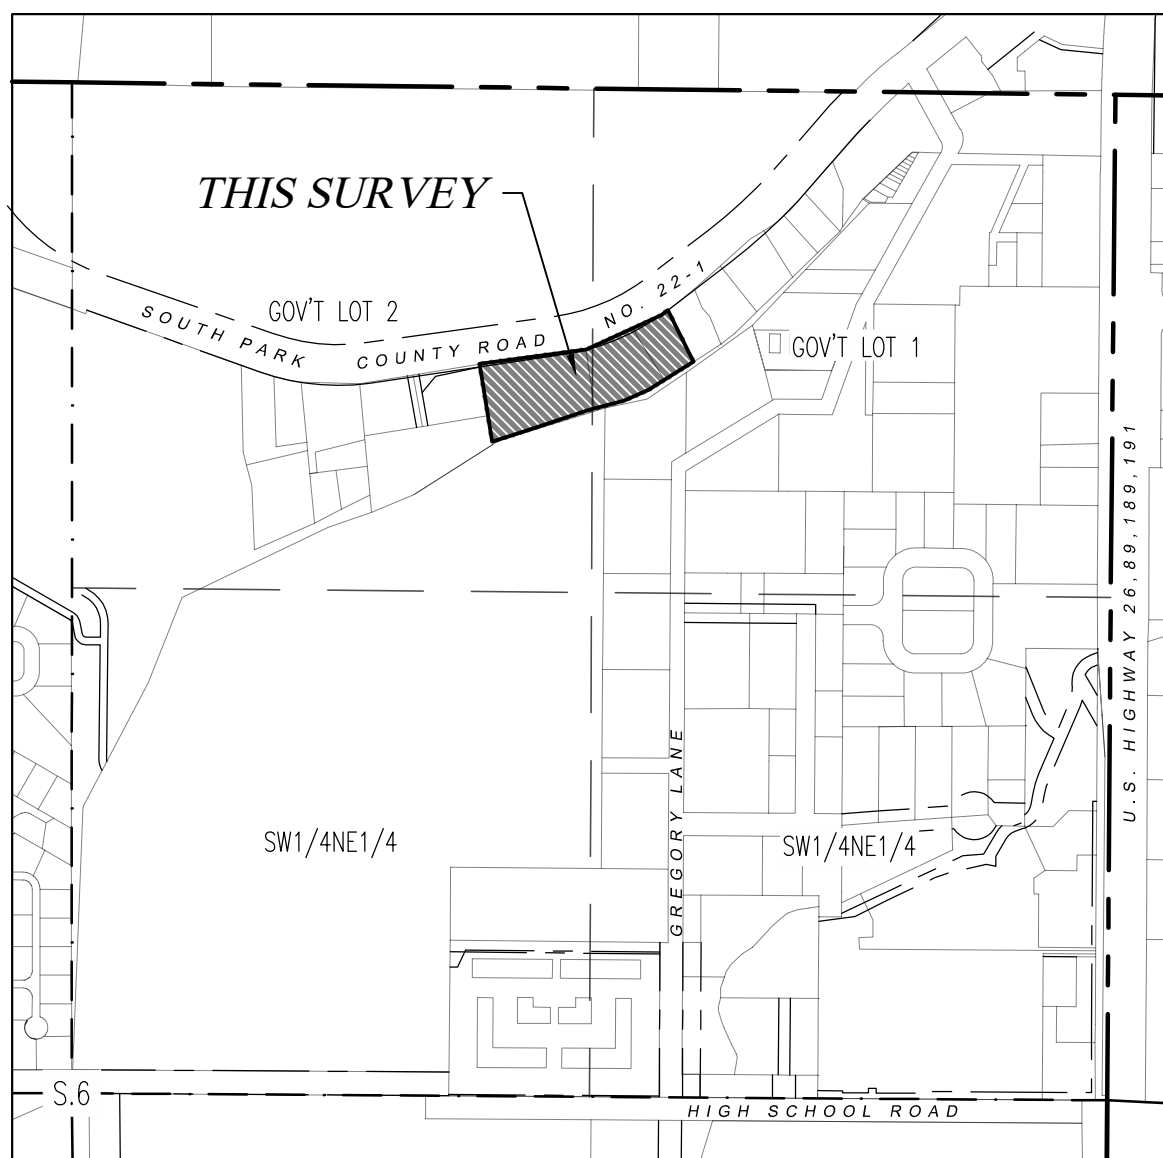 THIS SURVEY
GOV'T LOT 2
SOUTH PARK COUNTY ROAD NO. 22-1
GOV'T LOT 1
U.S. HIGHWAY 26,89,189,191
GREGORY LANE
SW1/4NE1/4
SW1/4NE1/4
S.6
HIGH SCHOOL ROAD